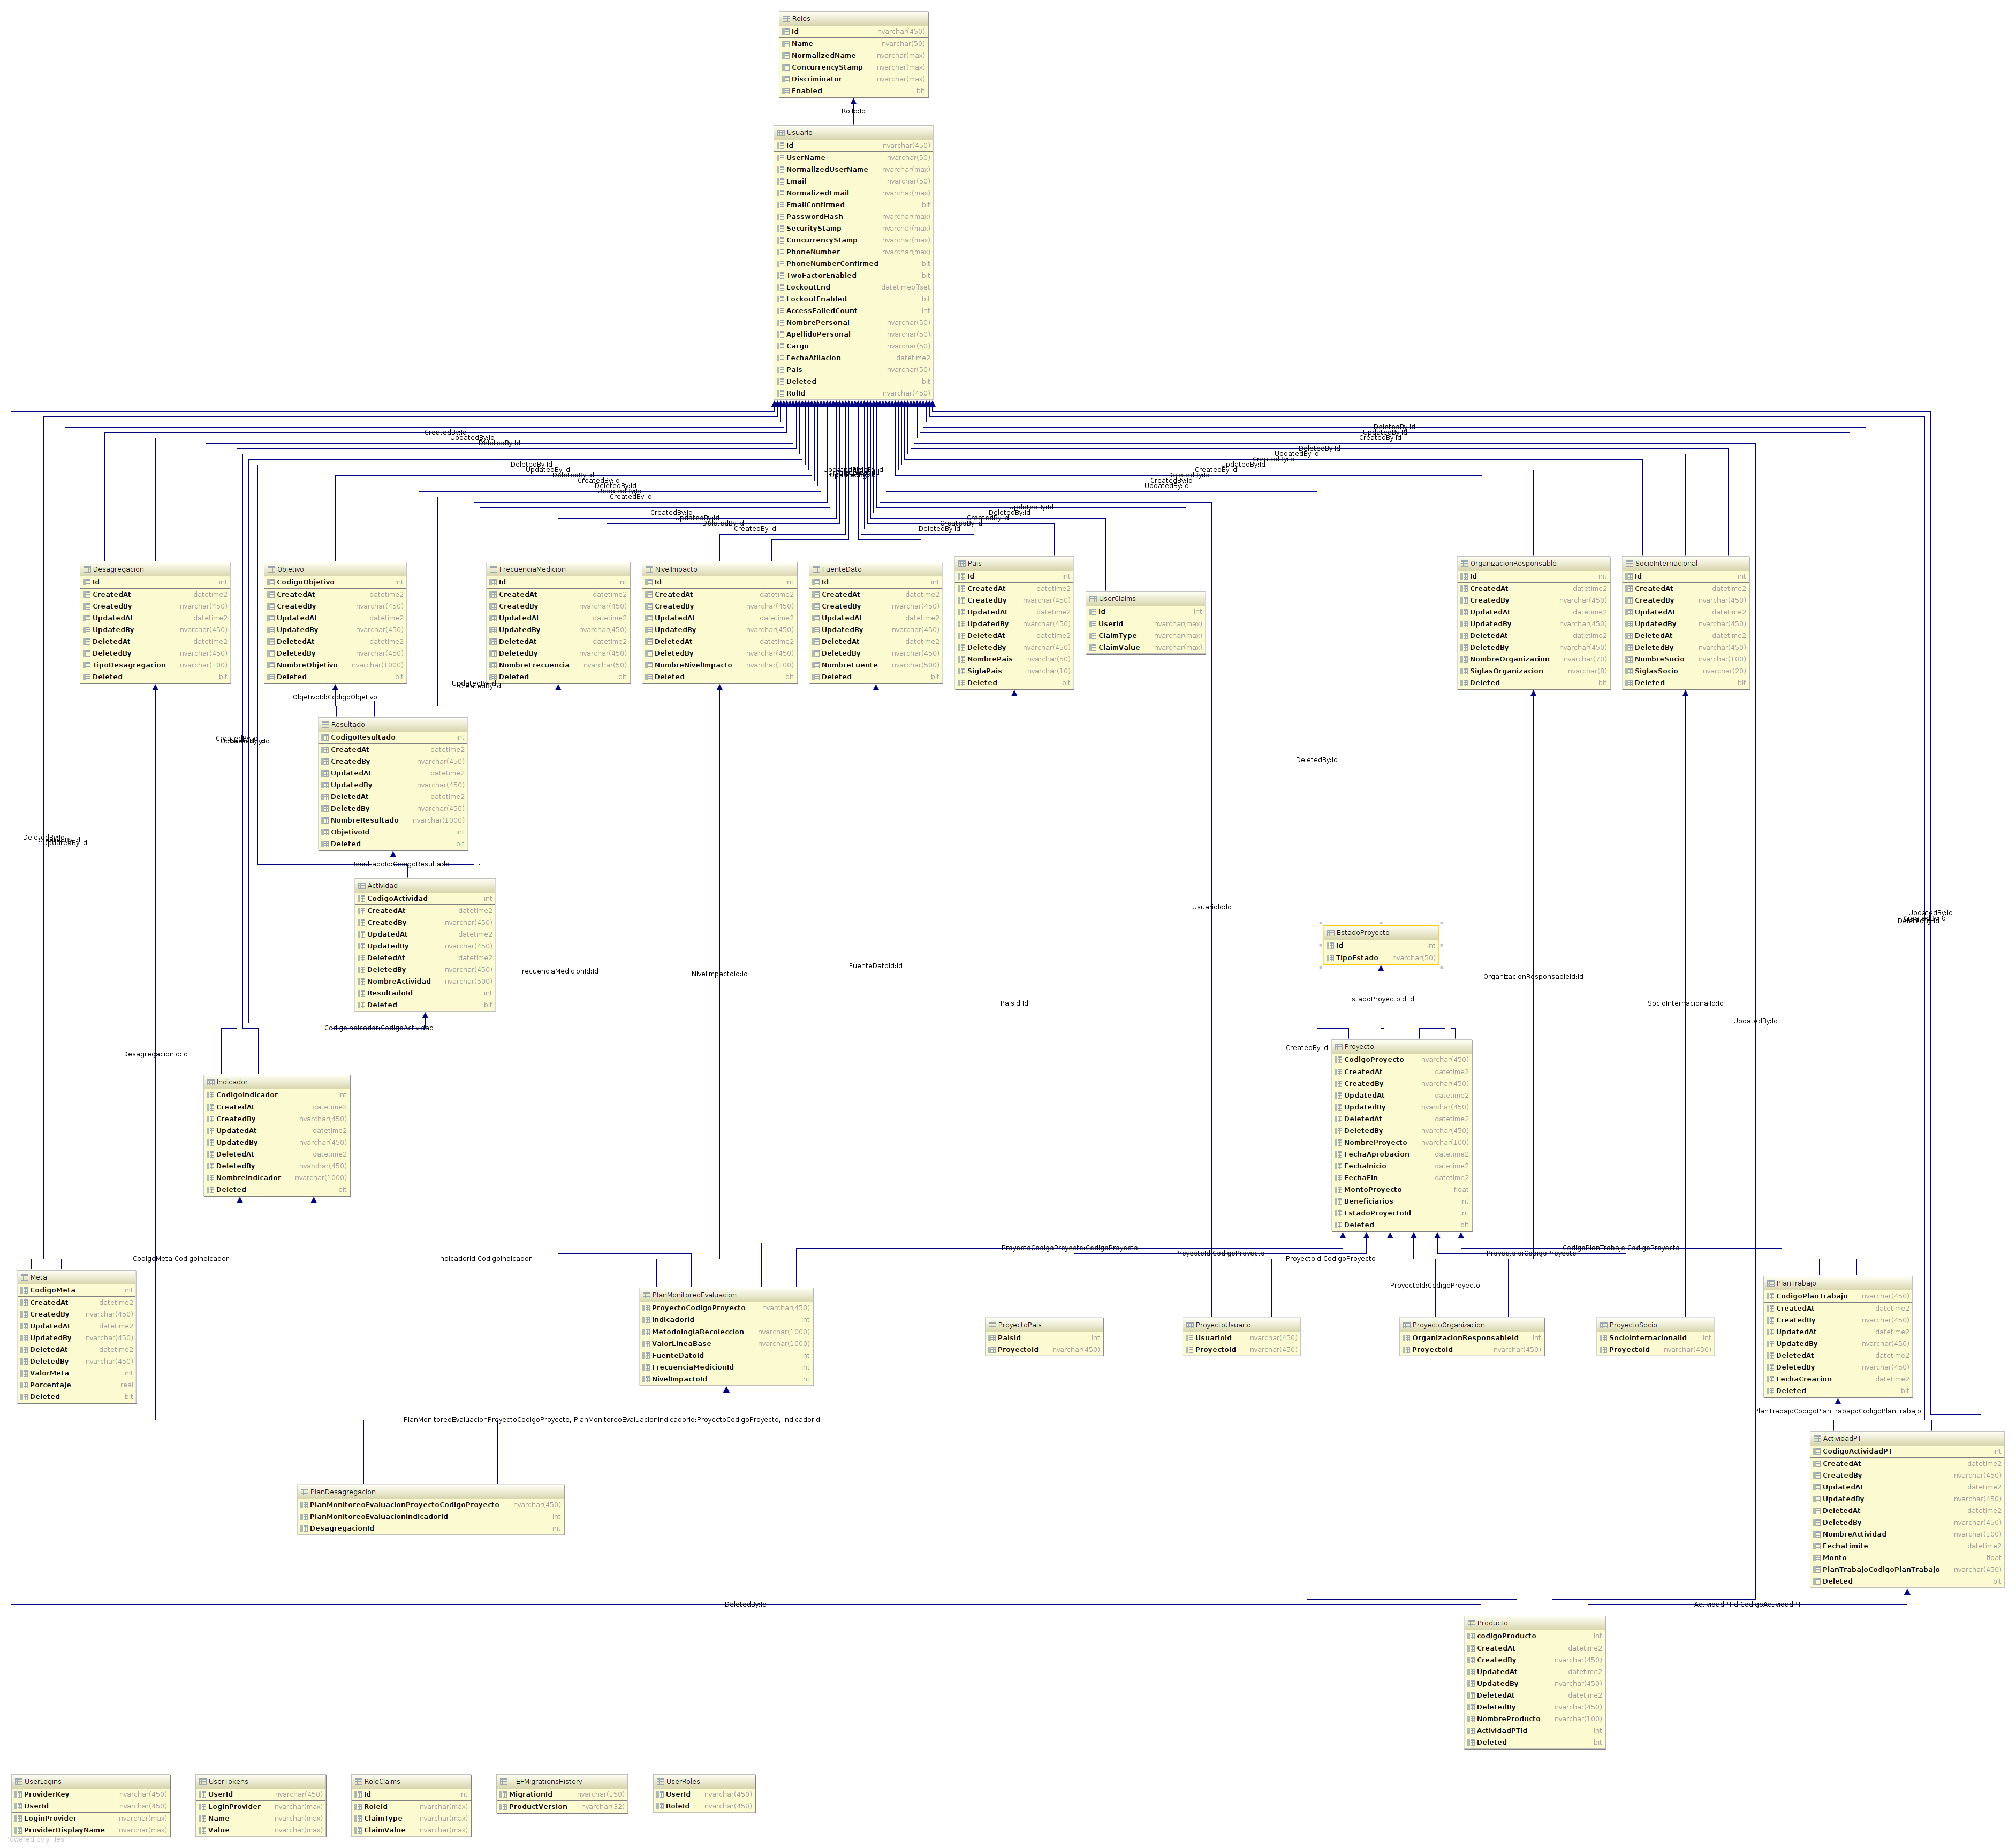 Roles
Id nvarchar(450)
Name nvarchar(50)
NormalizedName nvarchar(max)
ConcurrencyStamp nvarchar(max)
Discriminator nvarchar(max)
Enabled bit
RolId:Id
Usuario
Id nvarchar(450)
UserName nvarchar(50)
NormalizedUserName nvarchar(max)
Email nvarchar(50)
NormalizedEmail nvarchar(max)
EmailConfirmed bit
PasswordHash nvarchar(max)
SecurityStamp nvarchar(max)
ConcurrencyStamp nvarchar(max)
PhoneNumber nvarchar(max)
PhoneNumberConfirmed bit
TwoFactorEnabled bit
LockoutEnd datetimeoffset
LockoutEnabled bit
AccessFailedCount int
NombrePersonal nvarchar(50)
ApellidoPersonal nvarchar(50)
Cargo nvarchar(50)
FechaAfilacion datetime2
Pais nvarchar(50)
Deleted bit
RolId nvarchar(450)
CreatedBy:Id
UpdatedBy:Id
DeletedBy:Id
DeletedBy:Id
UpdatedBy:Id
DeletedBy:Id
CreatedBy:Id
DeletedBy:Id
UpdatedBy:Id
CreatedBy:Id
CreatedBy:Id
UpdatedBy:Id
DeletedBy:Id
CreatedBy:Id
UpdatedBy:Id
DeletedBy:Id
CreatedBy:Id
DeletedBy:Id
DeletedBy:Id
UpdatedBy:Id
CreatedBy:Id
DeletedBy:Id
UpdatedBy:Id
CreatedBy:Id
UpdatedBy:Id
CreatedBy:Id
DeletedBy:Id
CreatedBy:Id
UpdatedBy:Id
Desagregacion
Id int
CreatedAt datetime2
CreatedBy nvarchar(450)
UpdatedAt datetime2
UpdatedBy nvarchar(450)
DeletedAt datetime2
DeletedBy nvarchar(450)
TipoDesagregacion nvarchar(100)
Deleted bit
Objetivo
CodigoObjetivo int
CreatedAt datetime2
CreatedBy nvarchar(450)
UpdatedAt datetime2
UpdatedBy nvarchar(450)
DeletedAt datetime2
DeletedBy nvarchar(450)
NombreObjetivo nvarchar(1000)
Deleted bit
FrecuenciaMedicion
Id int
CreatedAt datetime2
CreatedBy nvarchar(450)
UpdatedAt datetime2
UpdatedBy nvarchar(450)
DeletedAt datetime2
DeletedBy nvarchar(450)
NombreFrecuencia nvarchar(50)
Deleted bit
NivelImpacto
Id int
CreatedAt datetime2
CreatedBy nvarchar(450)
UpdatedAt datetime2
UpdatedBy nvarchar(450)
DeletedAt datetime2
DeletedBy nvarchar(450)
NombreNivelImpacto nvarchar(100)
Deleted bit
FuenteDato
Id int
CreatedAt datetime2
CreatedBy nvarchar(450)
UpdatedAt datetime2
UpdatedBy nvarchar(450)
DeletedAt datetime2
DeletedBy nvarchar(450)
NombreFuente nvarchar(500)
Deleted bit
Pais
Id int
CreatedAt datetime2
CreatedBy nvarchar(450)
UpdatedAt datetime2
UpdatedBy nvarchar(450)
DeletedAt datetime2
DeletedBy nvarchar(450)
NombrePais nvarchar(50)
SiglaPais nvarchar(10)
Deleted bit
UserClaims
Id int
UserId nvarchar(max)
ClaimType nvarchar(max)
ClaimValue nvarchar(max)
OrganizacionResponsable
Id int
CreatedAt datetime2
CreatedBy nvarchar(450)
UpdatedAt datetime2
UpdatedBy nvarchar(450)
DeletedAt datetime2
DeletedBy nvarchar(450)
NombreOrganizacion nvarchar(70)
SiglasOrganizacion nvarchar(8)
Deleted bit
SocioInternacional
Id int
CreatedAt datetime2
CreatedBy nvarchar(450)
UpdatedAt datetime2
UpdatedBy nvarchar(450)
DeletedAt datetime2
DeletedBy nvarchar(450)
NombreSocio nvarchar(100)
SiglasSocio nvarchar(20)
Deleted bit
UpdatedBy:Id
CreatedBy:Id
ObjetivoId:CodigoObjetivo
Resultado
CodigoResultado int
CreatedAt datetime2
CreatedBy nvarchar(450)
UpdatedAt datetime2
UpdatedBy nvarchar(450)
DeletedAt datetime2
DeletedBy nvarchar(450)
NombreResultado nvarchar(1000)
ObjetivoId int
Deleted bit
CreatedBy:Id
DeletedBy:Id
DeletedBy:Id
DeletedBy:Id
CreatedBy:Id
UpdatedBy:Id
ResultadoId:CodigoResultado
Actividad
CodigoActividad int
CreatedAt datetime2
CreatedBy nvarchar(450)
UpdatedAt datetime2
UpdatedBy nvarchar(450)
DeletedAt datetime2
DeletedBy nvarchar(450)
NombreActividad nvarchar(500)
ResultadoId int
Deleted bit
UsuarioId:Id
UpdatedBy:Id
CreatedBy:Id
DeletedBy:Id
EstadoProyecto
Id int
TipoEstado nvarchar(50)
FuenteDatoId:Id
FrecuenciaMedicionId:Id
NivelImpactoId:Id
OrganizacionResponsableId:Id
EstadoProyectoId:Id
PaisId:Id
SocioInternacionalId:Id
UpdatedBy:Id
CodigoIndicador:CodigoActividad
DesagregacionId:Id
CreatedBy:Id
Proyecto
CodigoProyecto nvarchar(450)
CreatedAt datetime2
CreatedBy nvarchar(450)
UpdatedAt datetime2
UpdatedBy nvarchar(450)
DeletedAt datetime2
DeletedBy nvarchar(450)
NombreProyecto nvarchar(100)
FechaAprobacion datetime2
FechaInicio datetime2
FechaFin datetime2
MontoProyecto float
Beneficiarios int
EstadoProyectoId int
Deleted bit
Indicador
CodigoIndicador int
CreatedAt datetime2
CreatedBy nvarchar(450)
UpdatedAt datetime2
UpdatedBy nvarchar(450)
DeletedAt datetime2
DeletedBy nvarchar(450)
NombreIndicador nvarchar(1000)
Deleted bit
CodigoMeta:CodigoIndicador
IndicadorId:CodigoIndicador
ProyectoCodigoProyecto:CodigoProyecto
ProyectoId:CodigoProyecto
ProyectoId:CodigoProyecto
ProyectoId:CodigoProyecto
ProyectoId:CodigoProyecto
CodigoPlanTrabajo:CodigoProyecto
Meta
CodigoMeta int
CreatedAt datetime2
CreatedBy nvarchar(450)
UpdatedAt datetime2
UpdatedBy nvarchar(450)
DeletedAt datetime2
DeletedBy nvarchar(450)
ValorMeta int
Porcentaje real
Deleted bit
PlanMonitoreoEvaluacion
ProyectoCodigoProyecto nvarchar(450)
IndicadorId int
MetodologiaRecoleccion nvarchar(1000)
ValorLineaBase nvarchar(1000)
FuenteDatoId int
FrecuenciaMedicionId int
NivelImpactoId int
ProyectoPais
PaisId int
ProyectoId nvarchar(450)
ProyectoUsuario
UsuarioId nvarchar(450)
ProyectoId nvarchar(450)
ProyectoOrganizacion
OrganizacionResponsableId int
ProyectoId nvarchar(450)
ProyectoSocio
SocioInternacionalId int
ProyectoId nvarchar(450)
PlanTrabajo
CodigoPlanTrabajo nvarchar(450)
CreatedAt datetime2
CreatedBy nvarchar(450)
UpdatedAt datetime2
UpdatedBy nvarchar(450)
DeletedAt datetime2
DeletedBy nvarchar(450)
FechaCreacion datetime2
Deleted bit
PlanTrabajoCodigoPlanTrabajo:CodigoPlanTrabajo
PlanMonitoreoEvaluacionProyectoCodigoProyecto, PlanMonitoreoEvaluacionIndicadorId:ProyectoCodigoProyecto, IndicadorId
ActividadPT
CodigoActividadPT int
CreatedAt datetime2
CreatedBy nvarchar(450)
UpdatedAt datetime2
UpdatedBy nvarchar(450)
DeletedAt datetime2
DeletedBy nvarchar(450)
NombreActividad nvarchar(100)
FechaLimite datetime2
Monto float
PlanTrabajoCodigoPlanTrabajo nvarchar(450)
Deleted bit
PlanDesagregacion
PlanMonitoreoEvaluacionProyectoCodigoProyecto nvarchar(450)
PlanMonitoreoEvaluacionIndicadorId int
DesagregacionId int
DeletedBy:Id
ActividadPTId:CodigoActividadPT
Producto
codigoProducto int
CreatedAt datetime2
CreatedBy nvarchar(450)
UpdatedAt datetime2
UpdatedBy nvarchar(450)
DeletedAt datetime2
DeletedBy nvarchar(450)
NombreProducto nvarchar(100)
ActividadPTId int
Deleted bit
UserLogins
ProviderKey nvarchar(450)
UserId nvarchar(450)
LoginProvider nvarchar(max)
ProviderDisplayName nvarchar(max)
UserTokens
UserId nvarchar(450)
LoginProvider nvarchar(max)
Name nvarchar(max)
Value nvarchar(max)
RoleClaims
Id int
RoleId nvarchar(max)
ClaimType nvarchar(max)
ClaimValue nvarchar(max)
__EFMigrationsHistory
MigrationId nvarchar(150)
ProductVersion nvarchar(32)
UserRoles
UserId nvarchar(450)
RoleId nvarchar(450)
Powered by yFiles